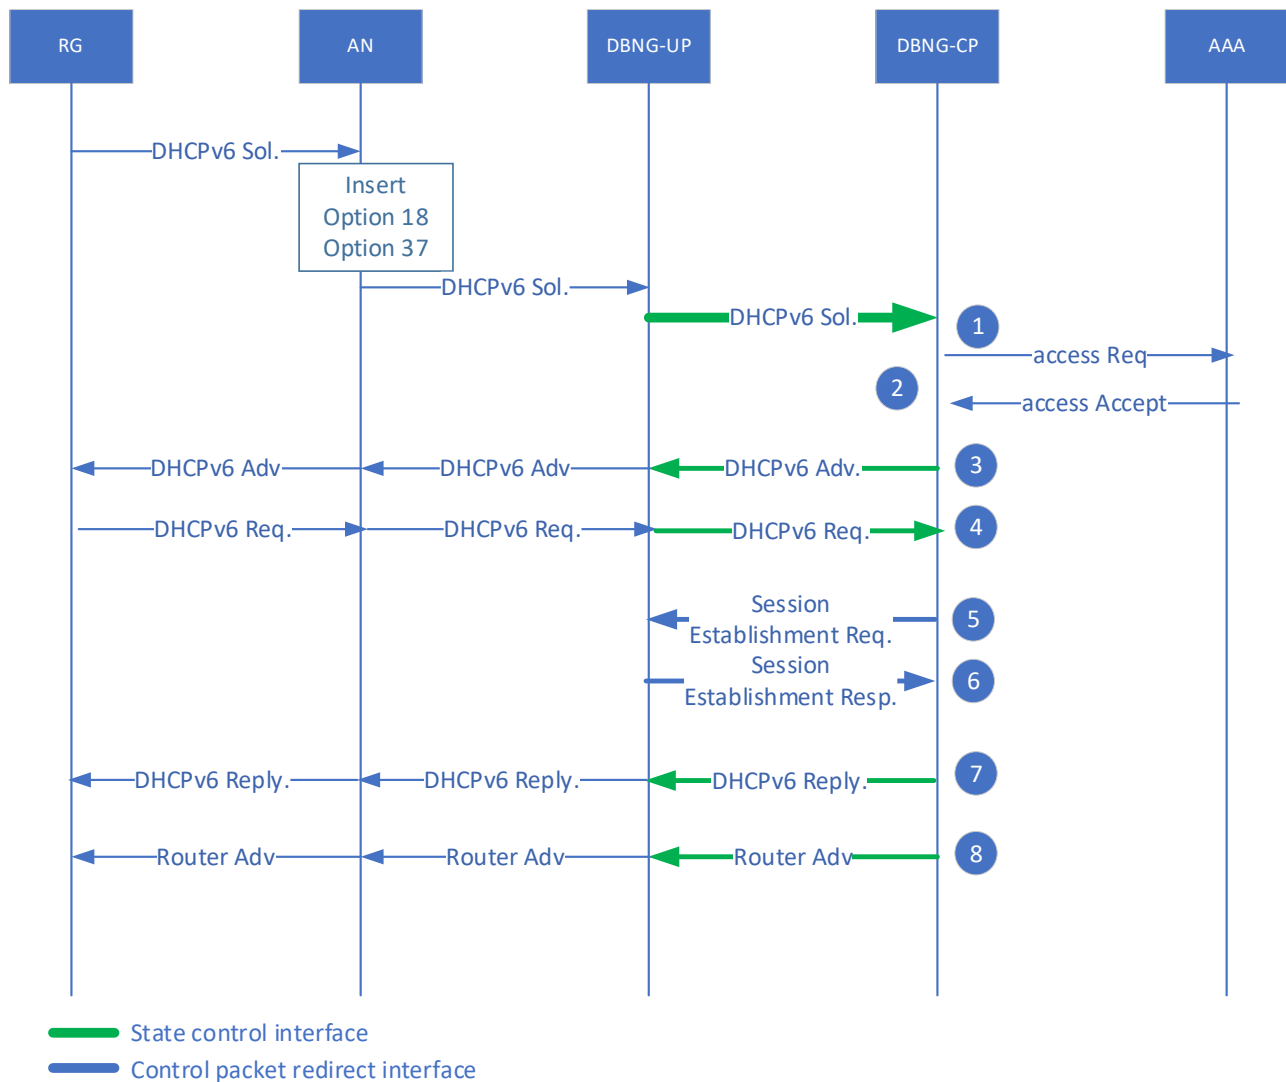 RG
AN
DBNG-UP
DBNG-CP
AAA
DHCPv6 Sol.
Insert
Option 18
Option 37
DHCPv6 Sol.
DHCPv6 Sol.
1
access Req
2
access Accept
DHCPv6 Adv
DHCPv6 Adv
DHCPv6 Adv.
3
DHCPv6 Req.
DHCPv6 Req.
DHCPv6 Req.
4
Session
Establishment Req.
5
Session
Establishment Resp.
6
DHCPv6 Reply.
DHCPv6 Reply.
DHCPv6 Reply.
7
Router Adv
Router Adv
Router Adv
8
State control interface
Control packet redirect interface